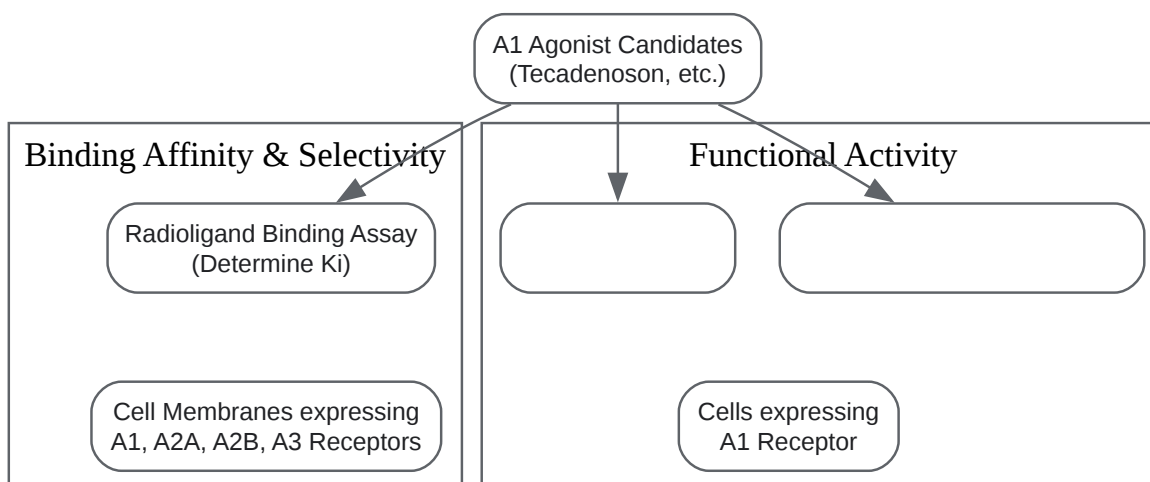 A1 Agonist Candidates
(Tecadenoson, etc.)
Binding Affinity & Selectivity
Functional Activity
Radioligand Binding Assay
(Determine Ki)
Cell Membranes expressing
A1, A2A, A2B, A3 Receptors
Cells expressing
A1 Receptor